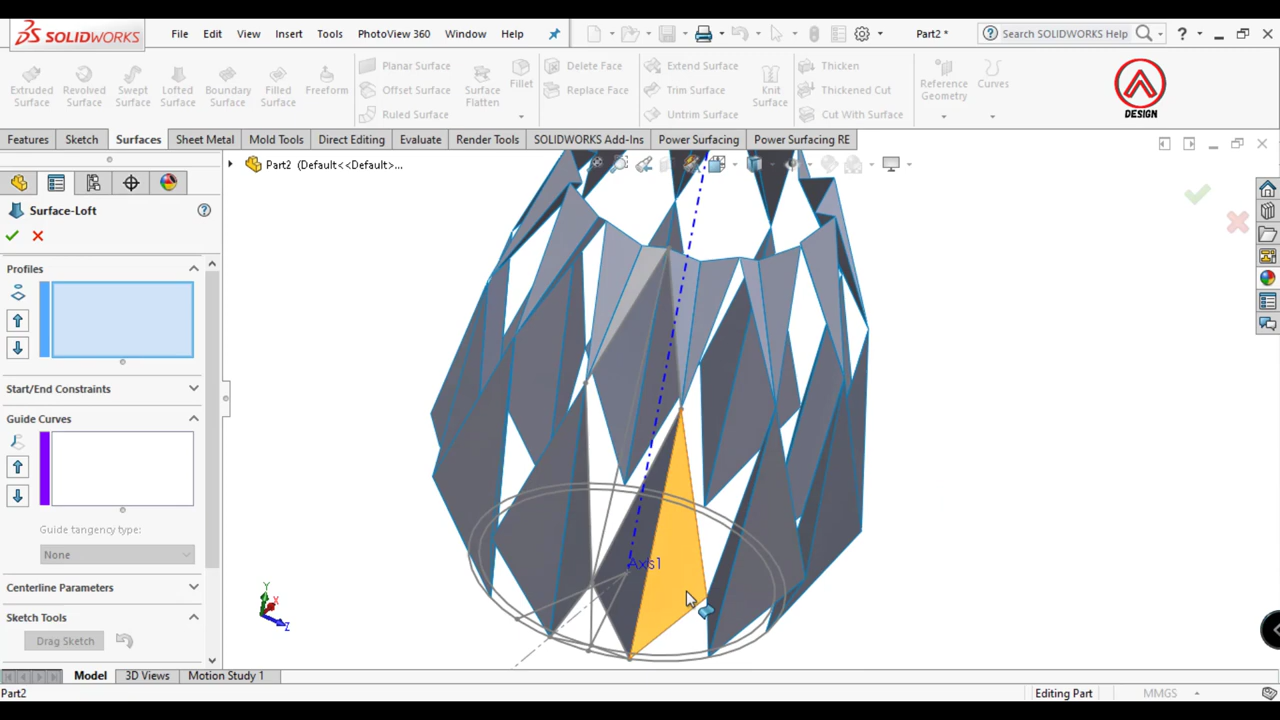 SOLIDWORKS File Edit View Insert Tools PhotoView 360 Window Help Part2 * Search SOLIDWORKS Help ?
Extruded Surface Revolved Surface Swept Surface Lofted Surface Boundary Surface Filled Surface Freeform
Planar Surface Offset Surface Ruled Surface
Surface Flatten Fillet
Delete Face Replace Face
Knit Surface
Extend Surface Trim Surface Untrim Surface
Thicken Thickened Cut Cut With Surface
Reference Geometry Curves
DESIGN
Features Sketch Surfaces Sheet Metal Mold Tools Direct Editing Evaluate Render Tools SOLIDWORKS Add-Ins Power Surfacing Power Surfacing RE
Part2 (Default<<Default>...
Surface-Loft
Profiles
Start/End Constraints
Guide Curves
Guide tangency type:
None
Centerline Parameters
Sketch Tools
Drag Sketch
Axis1
Y
X
Z
Model 3D Views Motion Study 1
Part2 Editing Part MMGS